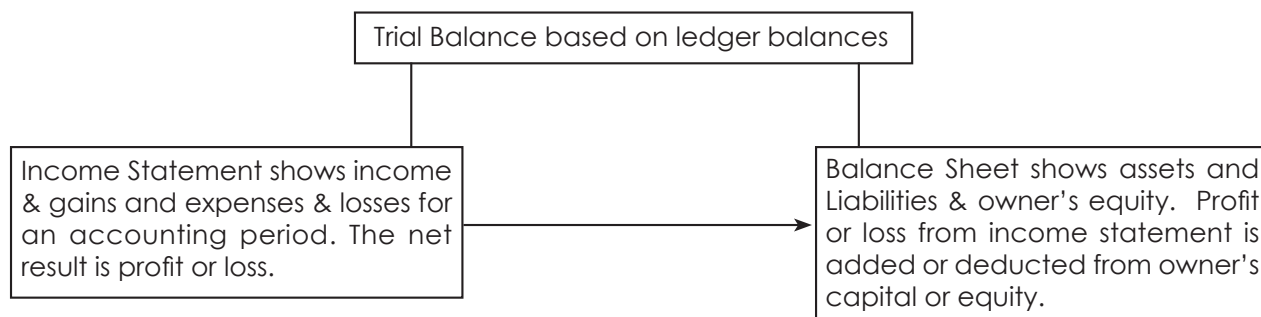 Trial Balance based on ledger balances
Income Statement shows income
& gains and expenses & losses for
an accounting period. The net
result is profit or loss.
Balance Sheet shows assets and
Liabilities & owner’s equity. Profit
or loss from income statement is
added or deducted from owner’s
capital or equity.